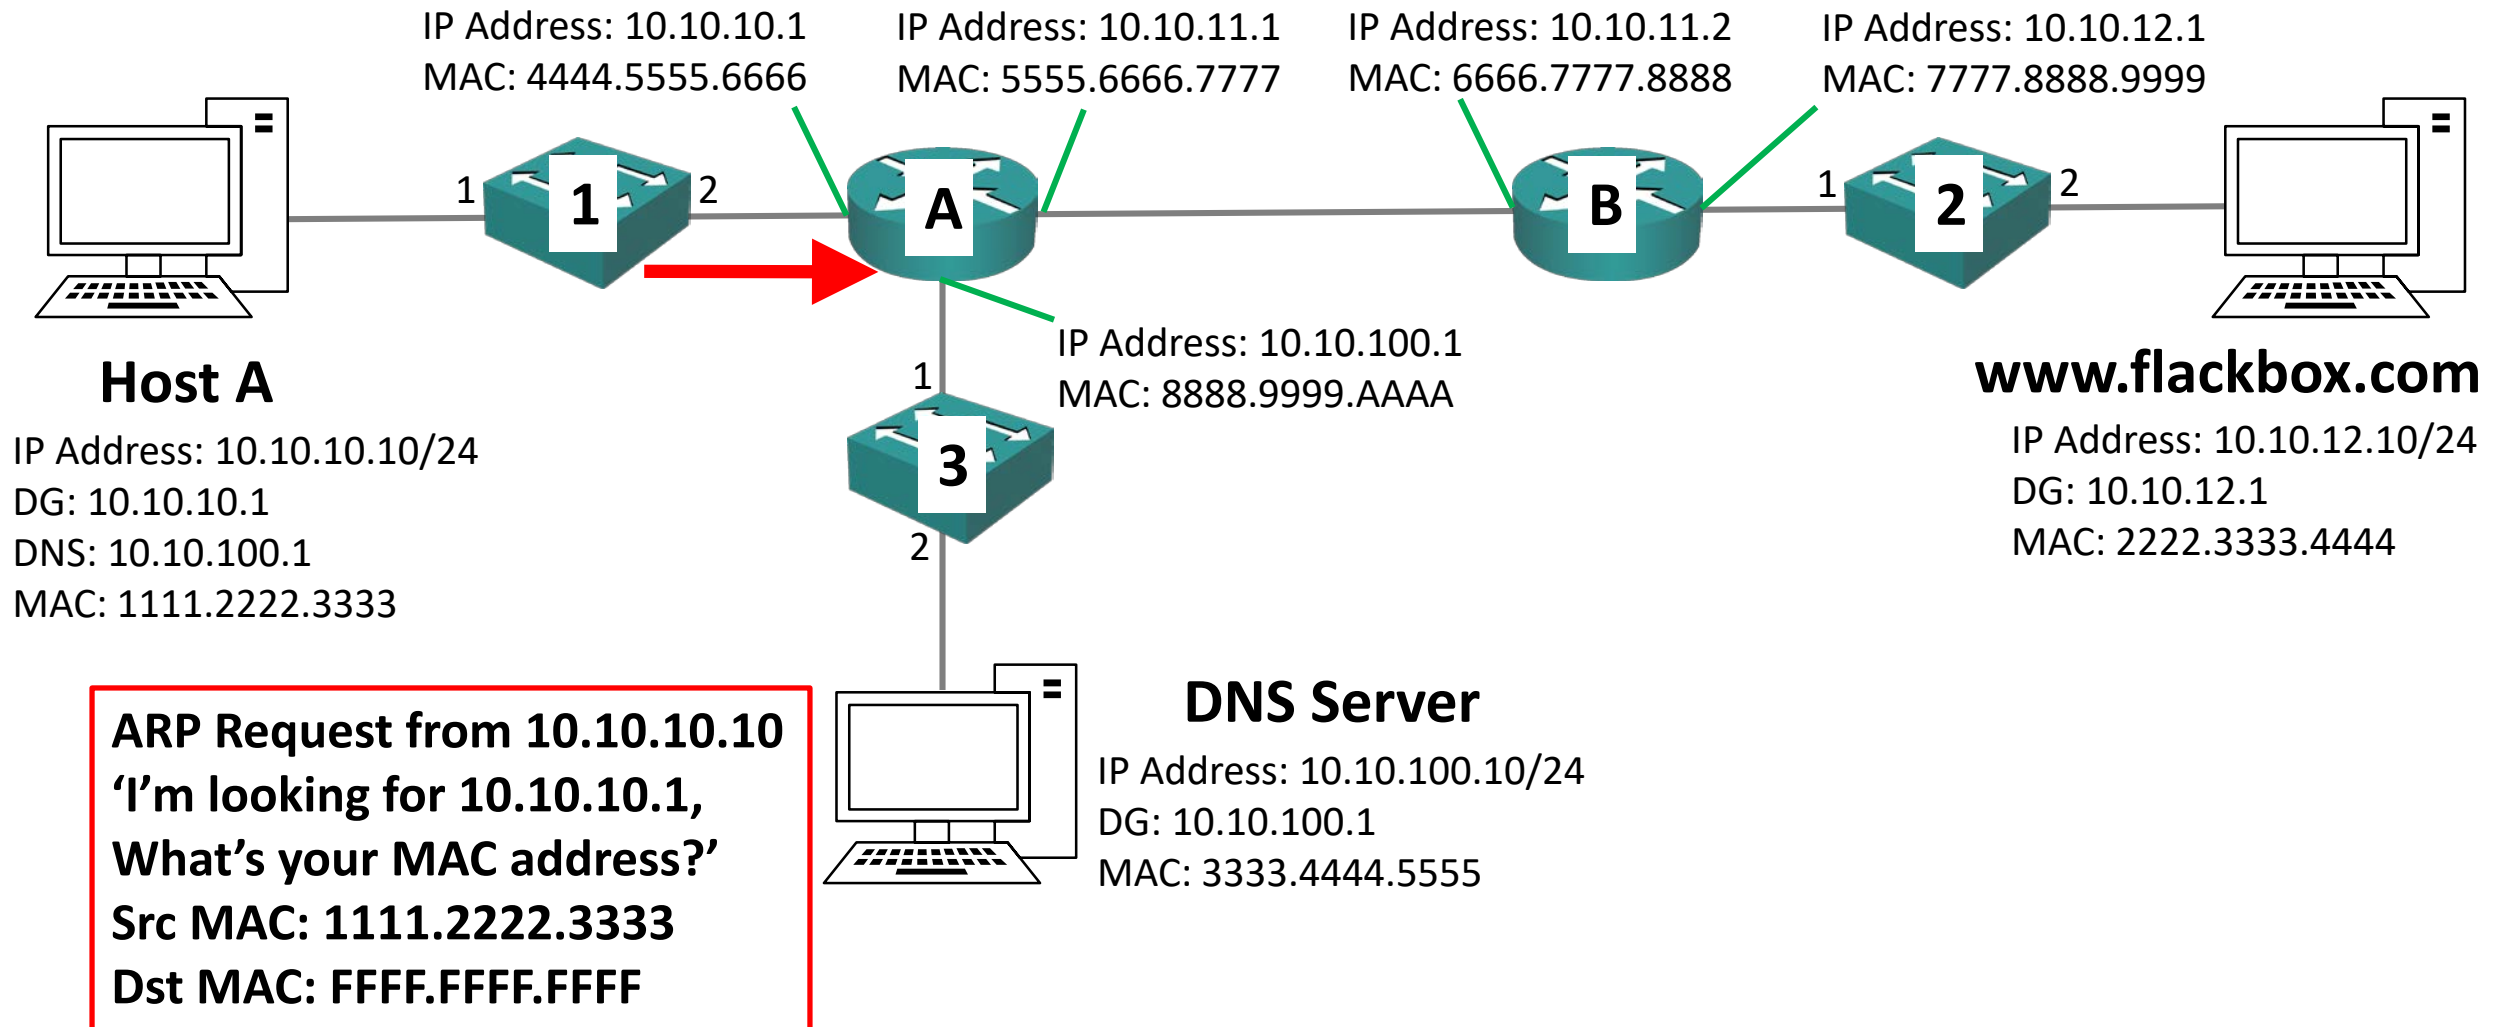 IP Address: 10.10.10.1
MAC: 4444.5555.6666
IP Address: 10.10.11.1
MAC: 5555.6666.7777
IP Address: 10.10.11.2
MAC: 6666.7777.8888
IP Address: 10.10.12.1
MAC: 7777.8888.9999
1
1
2
A
B
1
2
2
IP Address: 10.10.100.1
MAC: 8888.9999.AAAA
Host A
IP Address: 10.10.10.10/24
DG: 10.10.10.1
DNS: 10.10.100.1
MAC: 1111.2222.3333
1
3
2
www.flackbox.com
IP Address: 10.10.12.10/24
DG: 10.10.12.1
MAC: 2222.3333.4444
DNS Server
IP Address: 10.10.100.10/24
DG: 10.10.100.1
MAC: 3333.4444.5555
ARP Request from 10.10.10.10
‘I’m looking for 10.10.10.1,
What’s your MAC address?’
Src MAC: 1111.2222.3333
Dst MAC: FFFF.FFFF.FFFF